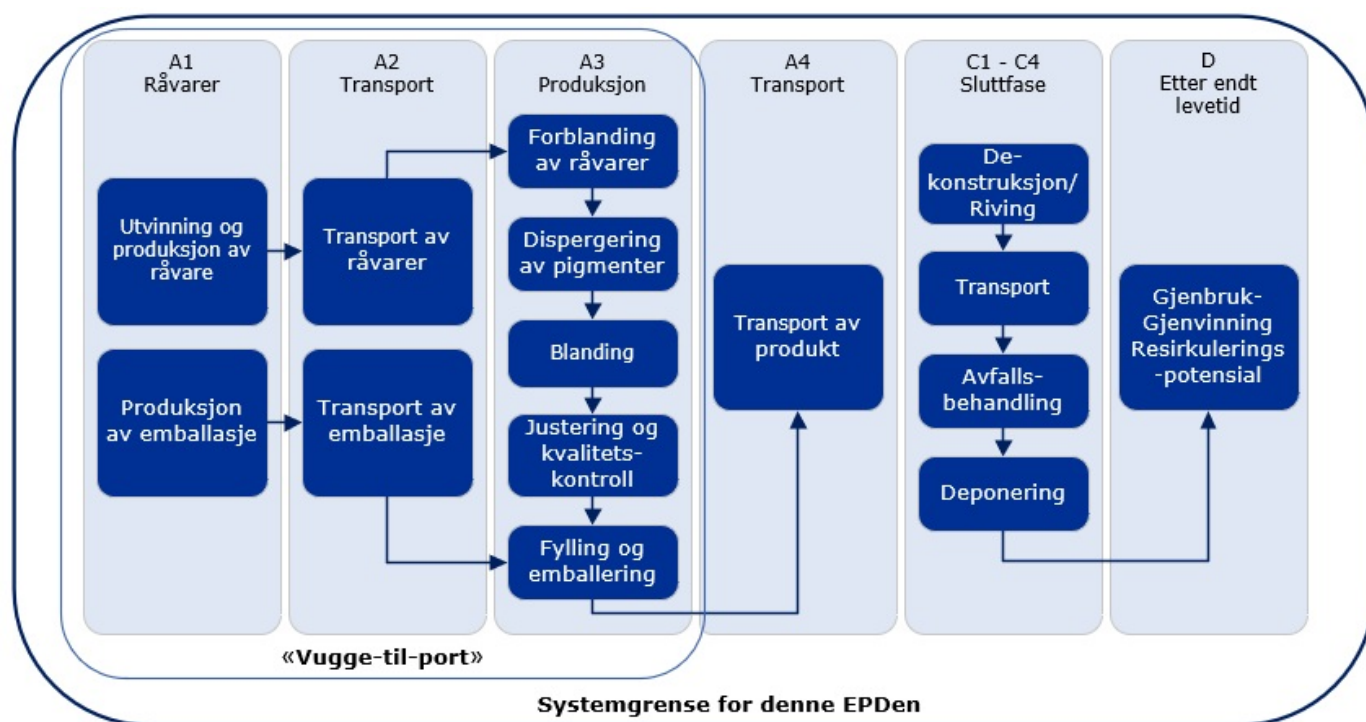 A1
Råvarer
Utvinning og
produksjon av
råvare
Produksjon
av emballasje
A2
Transport
Transport av
råvarer
Transport av
emballasje
A3
Produksjon
Forblanding
av råvarer
Dispergering
av pigmenter
Blanding
Justering og
kvalitets-
kontroll
Fylling og
emballering
A4
Transport
Transport av
produkt
C1 - C4
Sluttfase
De-
konstruksjon/
Riving
Transport
Avfalls-
behandling
Deponering
D
Etter endt
levetid
Gjenbruk-
Gjenvinning
Resirkulerings
-potensial
«Vugge-til-port»
Systemgrense for denne EPDen